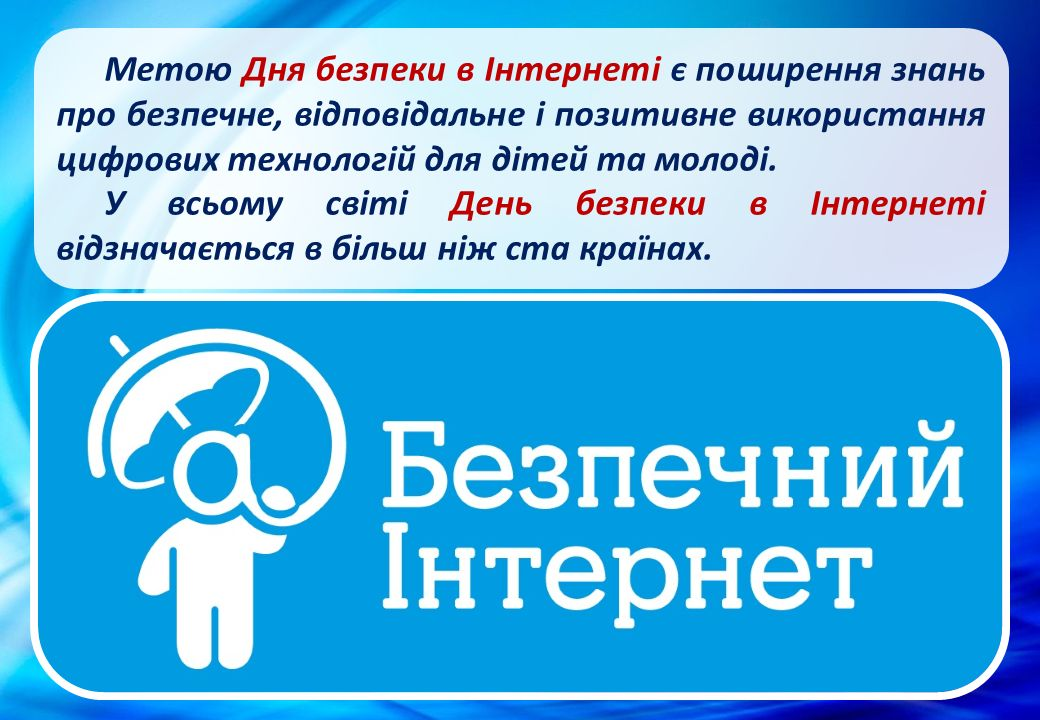 Метою Дня безпеки в Інтернеті є поширення знань
про безпечне, відповідальне і позитивне використання
цифрових технологій для дітей та молоді.
У всьому світі День безпеки в Інтернеті
відзначається в більш ніж ста країнах.
Безпечний
Інтернет